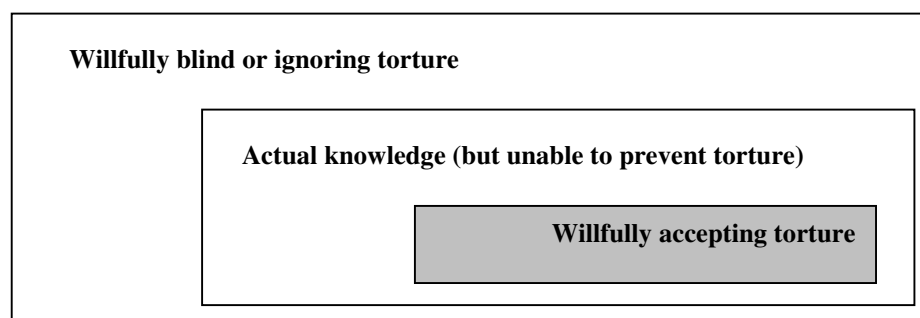 Willfully blind or ignoring torture
Actual knowledge (but unable to prevent torture)
Willfully accepting torture